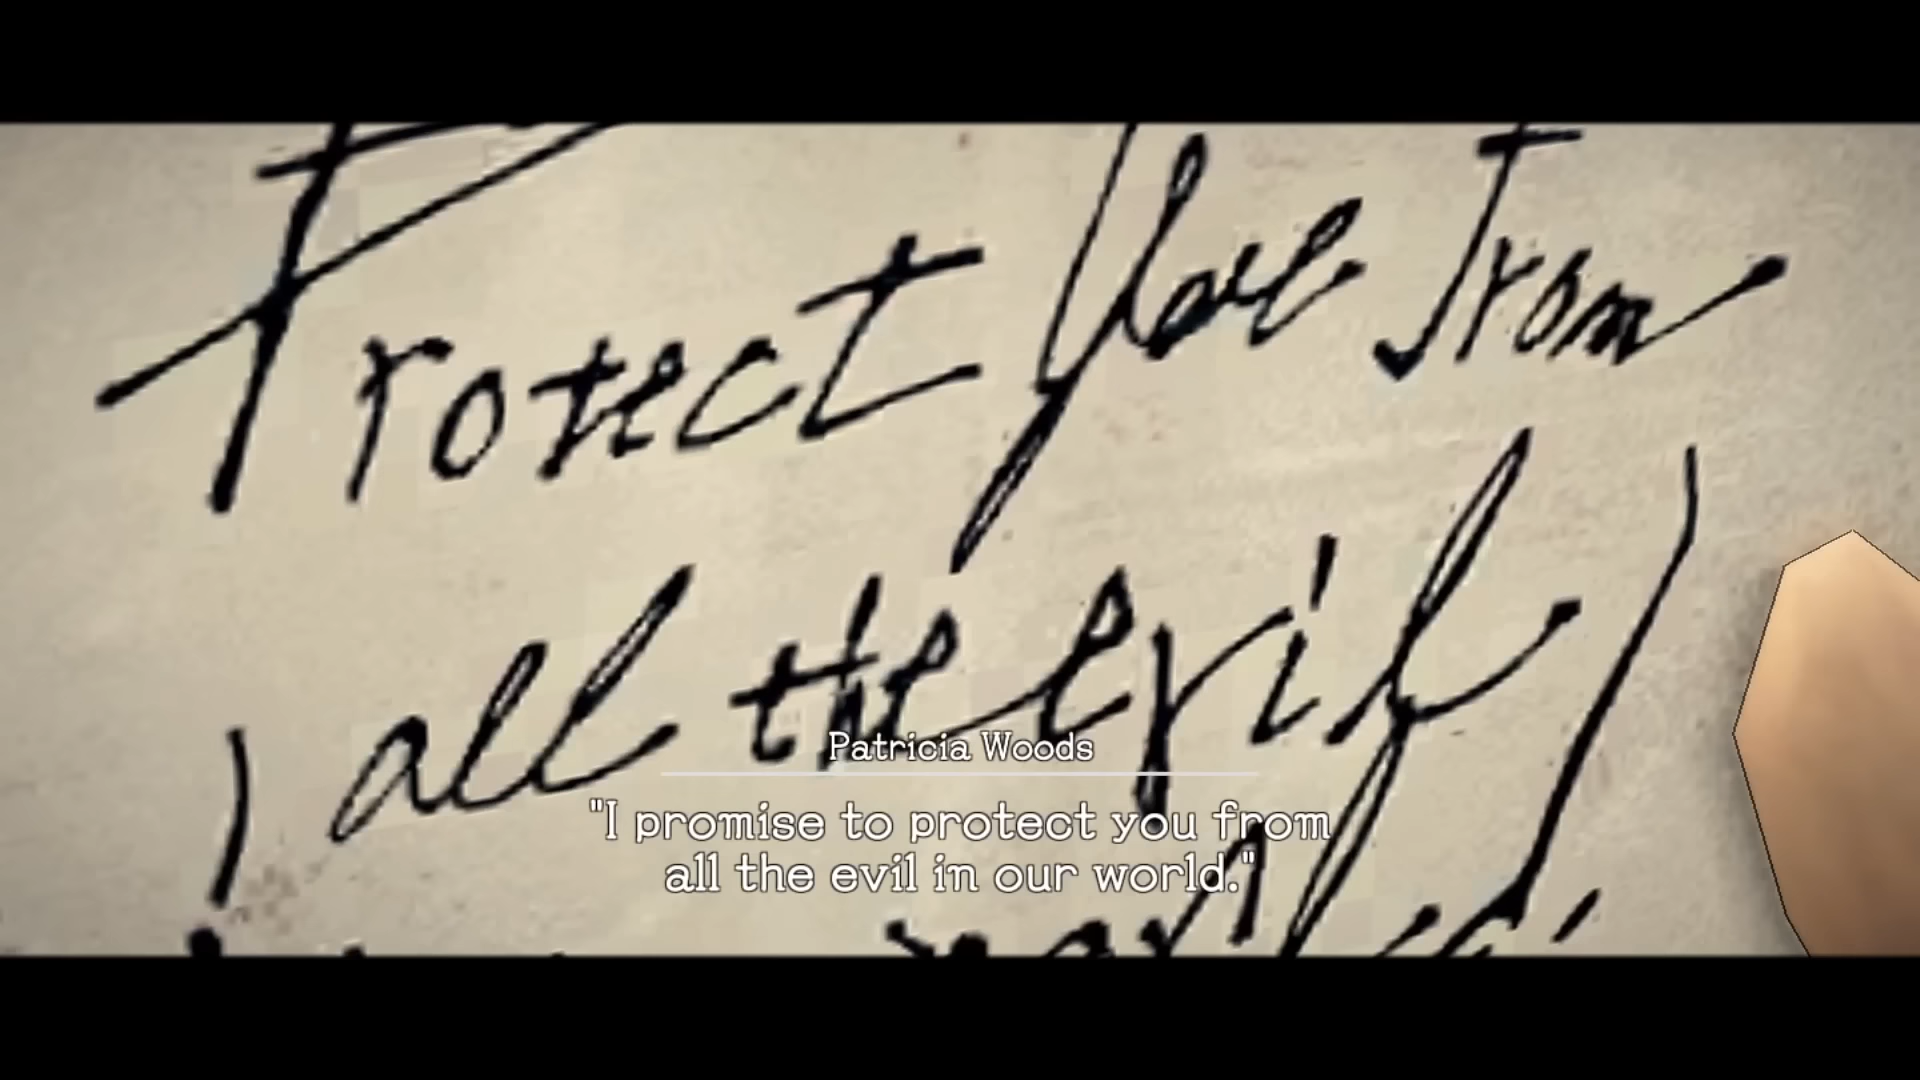 Protect you from
all the evil
Patricia Woods
"I promise to protect you from
all the evil in our world."